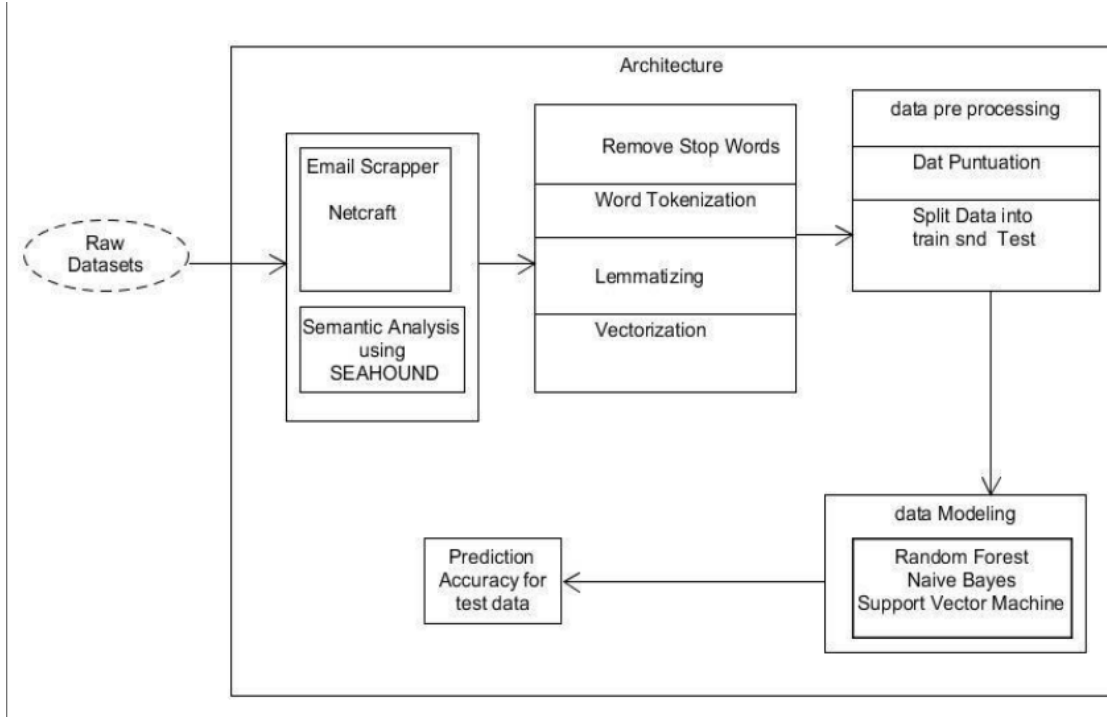 Architecture
Raw
Datasets
Email Scrapper
Netcraft
Semantic Analysis
using
SEAHOUND
Remove Stop Words
Word Tokenization
Lemmatizing
Vectorization
data pre processing
Dat Puntuation
Split Data into
train snd Test
data Modeling
Random Forest
Naive Bayes
Support Vector Machine
Prediction
Accuracy for
test data